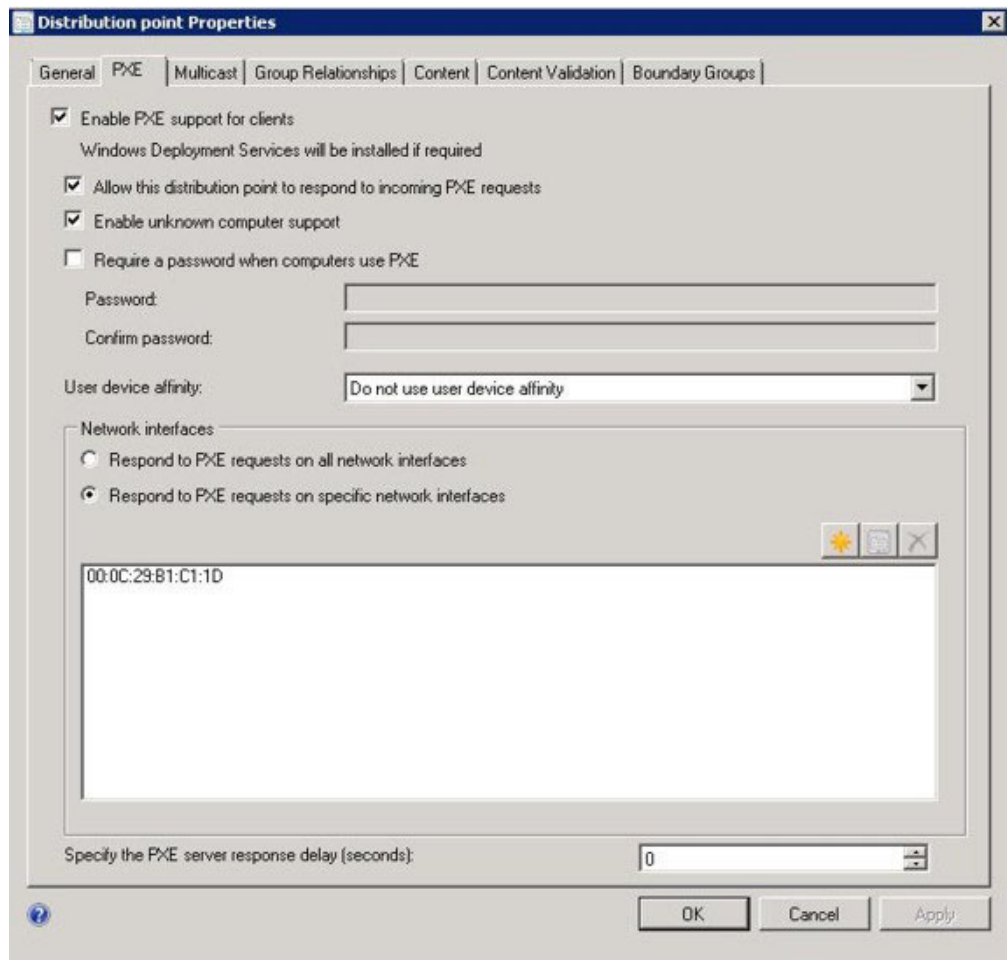 Distribution point Properties
General PXE Multicast Group Relationships Content Content Validation Boundary Groups
Enable PXE support for clients
Windows Deployment Services will be installed if required
Allow this distribution point to respond to incoming PXE requests
Enable unknown computer support
Require a password when computers use PXE
Password:
Confirm password:
User device affinity: Do not use user device affinity
Network interfaces
Respond to PXE requests on all network interfaces
Respond to PXE requests on specific network interfaces
00:0C:29:B1:C1:1D
Specify the PXE server response delay (seconds): 0
OK Cancel Apply